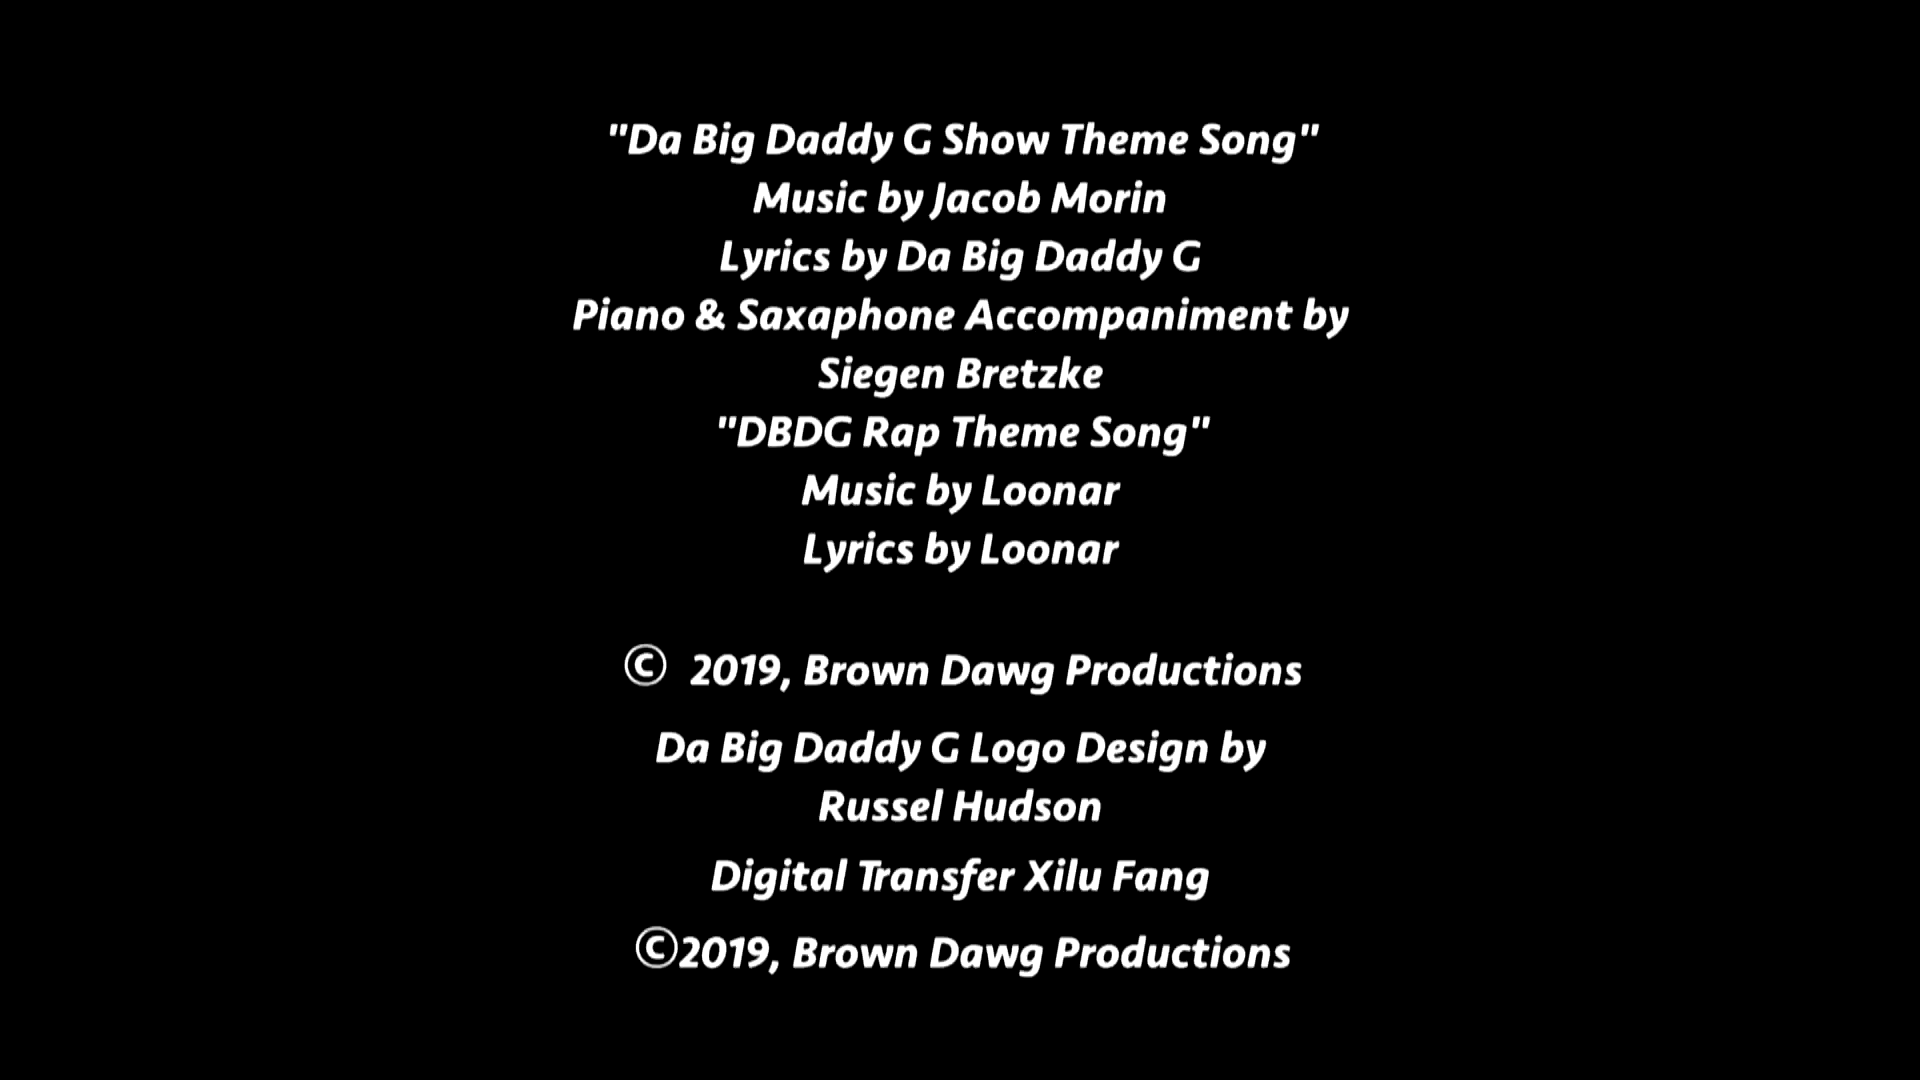 "Da Big Daddy G Show Theme Song"
Music by Jacob Morin
Lyrics by Da Big Daddy G
Piano & Saxaphone Accompaniment by
Siegen Bretzke
"DBDG Rap Theme Song"
Music by Loonar
Lyrics by Loonar
© 2019, Brown Dawg Productions
Da Big Daddy G Logo Design by
Russel Hudson
Digital Transfer Xilu Fang
©2019, Brown Dawg Productions